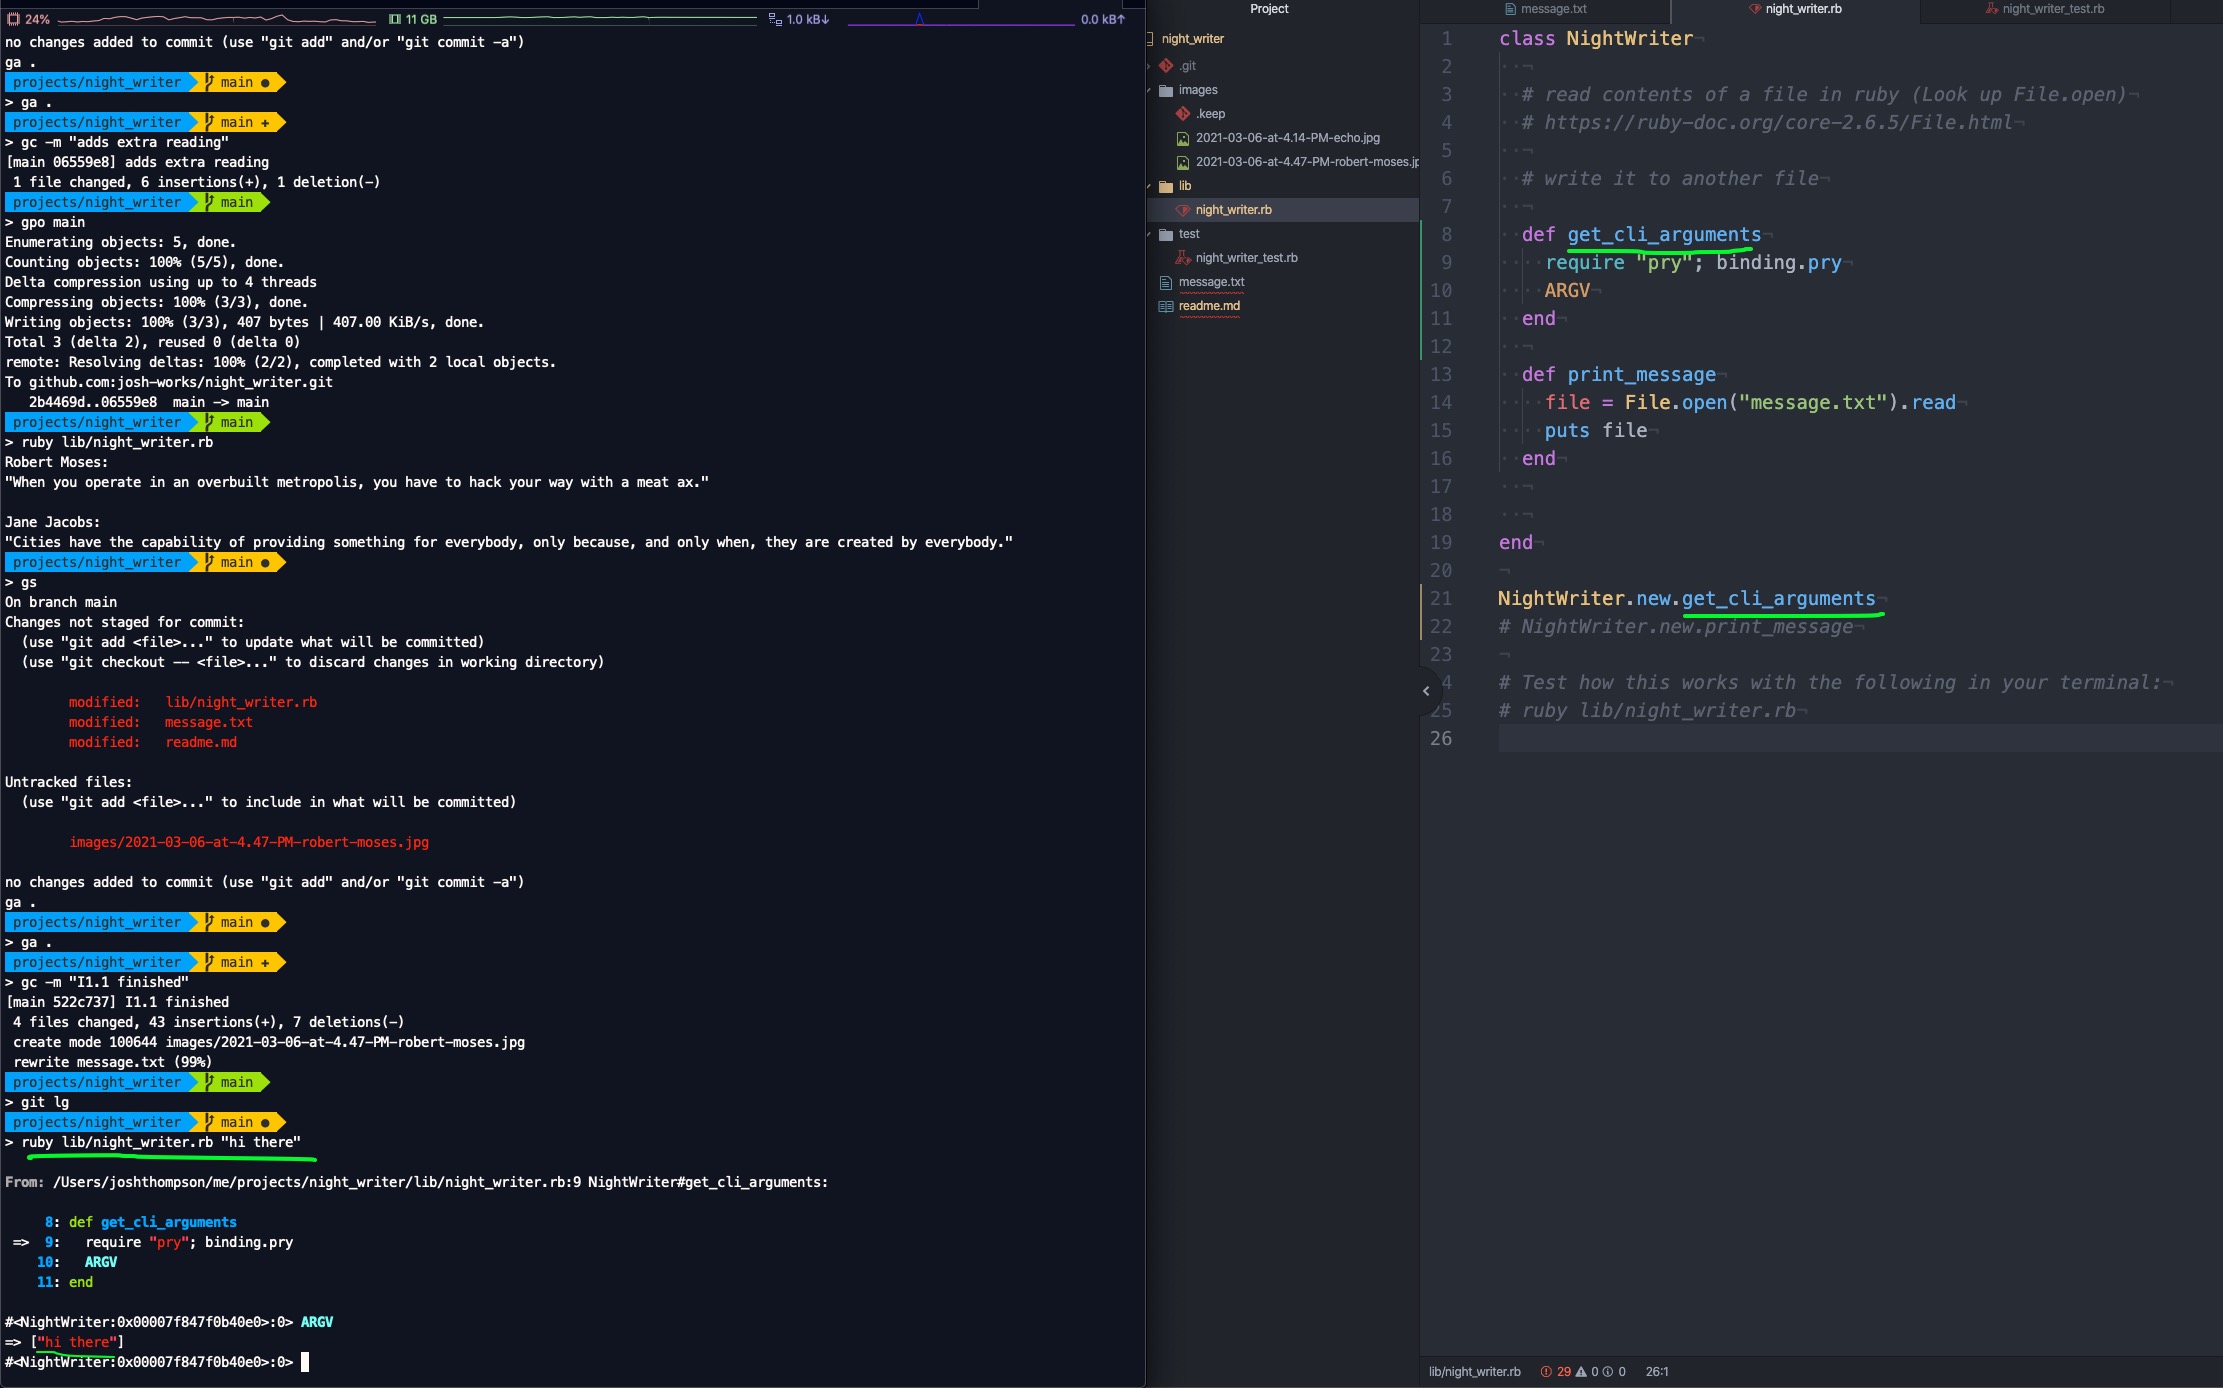 24%
11 GB
1.0 kB↓
0.0 kB↑
no changes added to commit (use "git add" and/or "git commit -a")
ga .
projects/night_writer main ●
> ga .
projects/night_writer main +
> gc -m "adds extra reading"
[main 06559e8] adds extra reading
1 file changed, 6 insertions(+), 1 deletion(-)
projects/night_writer main
> gpo main
Enumerating objects: 5, done.
Counting objects: 100% (5/5), done.
Delta compression using up to 4 threads
Compressing objects: 100% (3/3), done.
Writing objects: 100% (3/3), 407 bytes | 407.00 KiB/s, done.
Total 3 (delta 2), reused 0 (delta 0)
remote: Resolving deltas: 100% (2/2), completed with 2 local objects.
To github.com:josh-works/night_writer.git
2b4469d..06559e8 main -> main
projects/night_writer main
> ruby lib/night_writer.rb
Robert Moses:
"When you operate in an overbuilt metropolis, you have to hack your way with a meat ax."
Jane Jacobs:
"Cities have the capability of providing something for everybody, only because, and only when, they are created by everybody."
projects/night_writer main ●
> gs
On branch main
Changes not staged for commit:
(use "git add <file>..." to update what will be committed)
(use "git checkout -- <file>..." to discard changes in working directory)
modified: lib/night_writer.rb
modified: message.txt
modified: readme.md
Untracked files:
(use "git add <file>..." to include in what will be committed)
images/2021-03-06-at-4.47-PM-robert-moses.jpg
no changes added to commit (use "git add" and/or "git commit -a")
ga .
projects/night_writer main ●
> ga .
projects/night_writer main +
> gc -m "I1.1 finished"
[main 522c737] I1.1 finished
4 files changed, 43 insertions(+), 7 deletions(-)
create mode 100644 images/2021-03-06-at-4.47-PM-robert-moses.jpg
rewrite message.txt (99%)
projects/night_writer main
> git lg
projects/night_writer main ●
> ruby lib/night_writer.rb "hi there"
From: /Users/joshthompson/me/projects/night_writer/lib/night_writer.rb:9 NightWriter#get_cli_arguments:
8: def get_cli_arguments
=> 9: require "pry"; binding.pry
10: ARGV
11: end
#<NightWriter:0x00007f847f0b40e0>:0> ARGV
=> ["hi there"]
#<NightWriter:0x00007f847f0b40e0>:0>
Project
night_writer
.git
images
.keep
2021-03-06-at-4.14-PM-echo.jpg
2021-03-06-at-4.47-PM-robert-moses.jp
lib
night_writer.rb
test
night_writer_test.rb
message.txt
readme.md
message.txt
night_writer.rb
night_writer_test.rb
1 class NightWriter
2
3 # read contents of a file in ruby (Look up File.open)
4 # https://ruby-doc.org/core-2.6.5/File.html
5
6 # write it to another file
7
8 def get_cli_arguments
9 require "pry"; binding.pry
10 ARGV
11 end
12
13 def print_message
14 file = File.open("message.txt").read
15 puts file
16 end
17
18
19 end
20
21 NightWriter.new.get_cli_arguments
22 # NightWriter.new.print_message
23
4 # Test how this works with the following in your terminal:
25 # ruby lib/night_writer.rb
26
lib/night_writer.rb 29 0 0 26:1